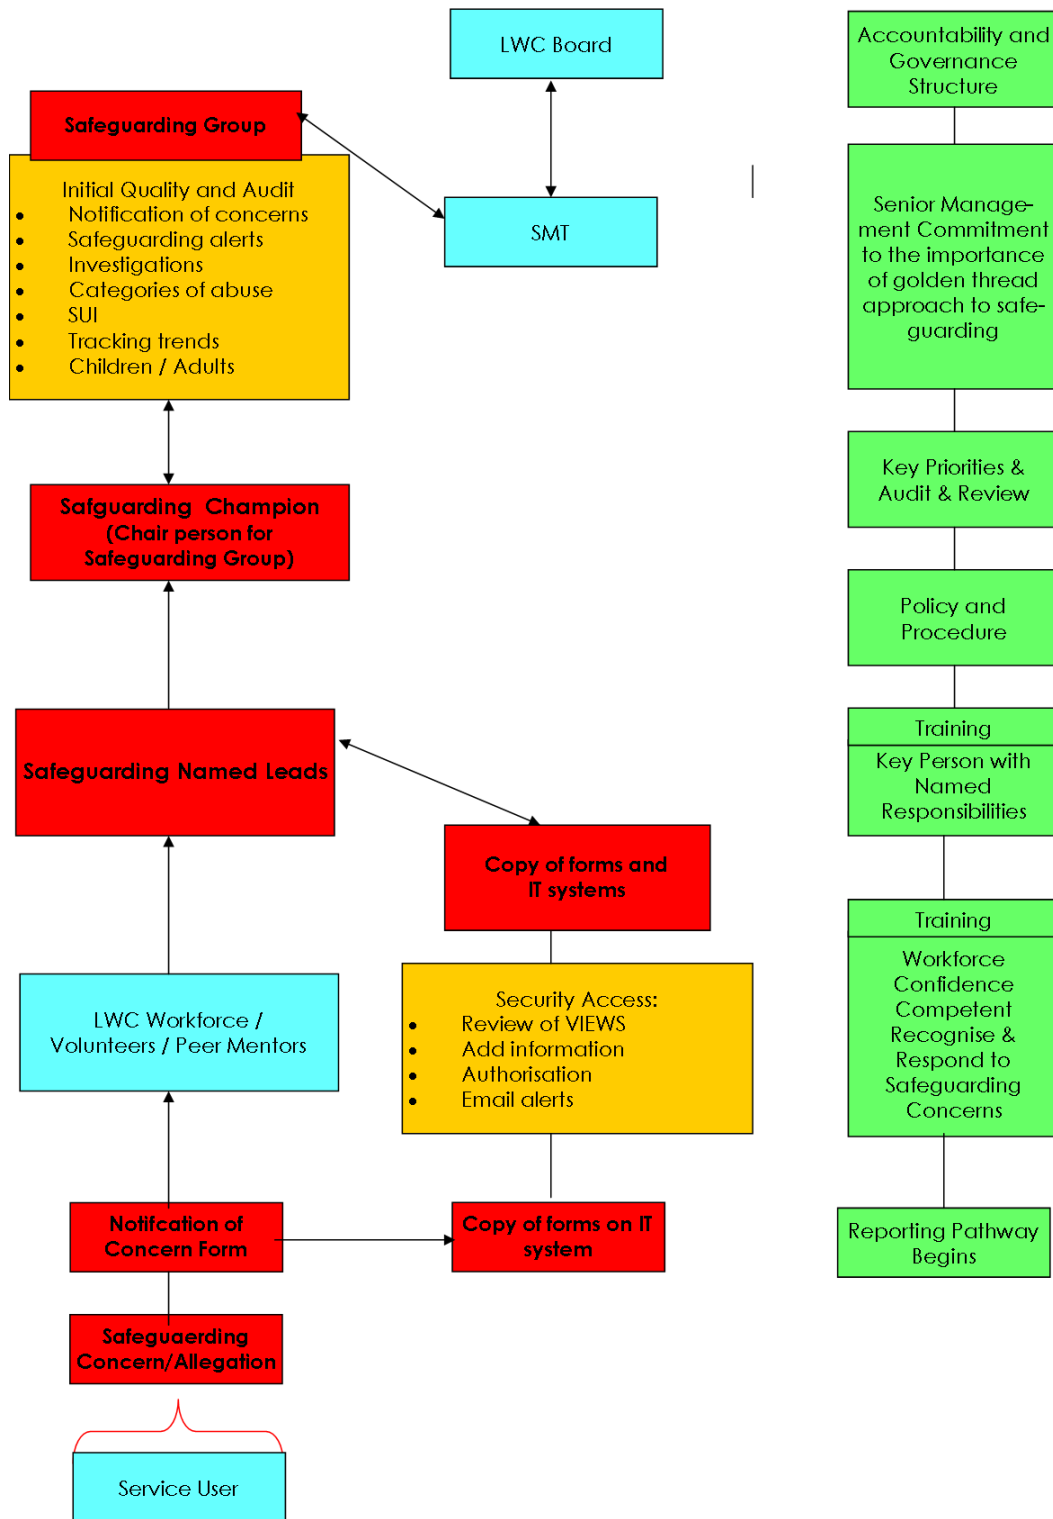 LWC Board
Safeguarding Group
Initial Quality and Audit
• Notification of concerns
• Safeguarding alerts
• Investigations
• Categories of abuse
• SUI
• Tracking trends
• Children / Adults
SMT
Safguarding Champion
(Chair person for
Safeguarding Group)
Safeguarding Named Leads
Copy of forms and
IT systems
Security Access:
• Review of VIEWS
• Add information
• Authorisation
• Email alerts
LWC Workforce /
Volunteers / Peer Mentors
Notifcation of
Concern Form
Copy of forms on IT
system
Safeguaerding
Concern/Allegation
Service User
Accountability and
Governance
Structure
Senior Manage-
ment Commitment
to the importance
of golden thread
approach to safe-
guarding
Key Priorities &
Audit & Review
Policy and
Procedure
Training
Key Person with
Named
Responsibilities
Training
Workforce
Confidence
Competent
Recognise &
Respond to
Safeguarding
Concerns
Reporting Pathway
Begins